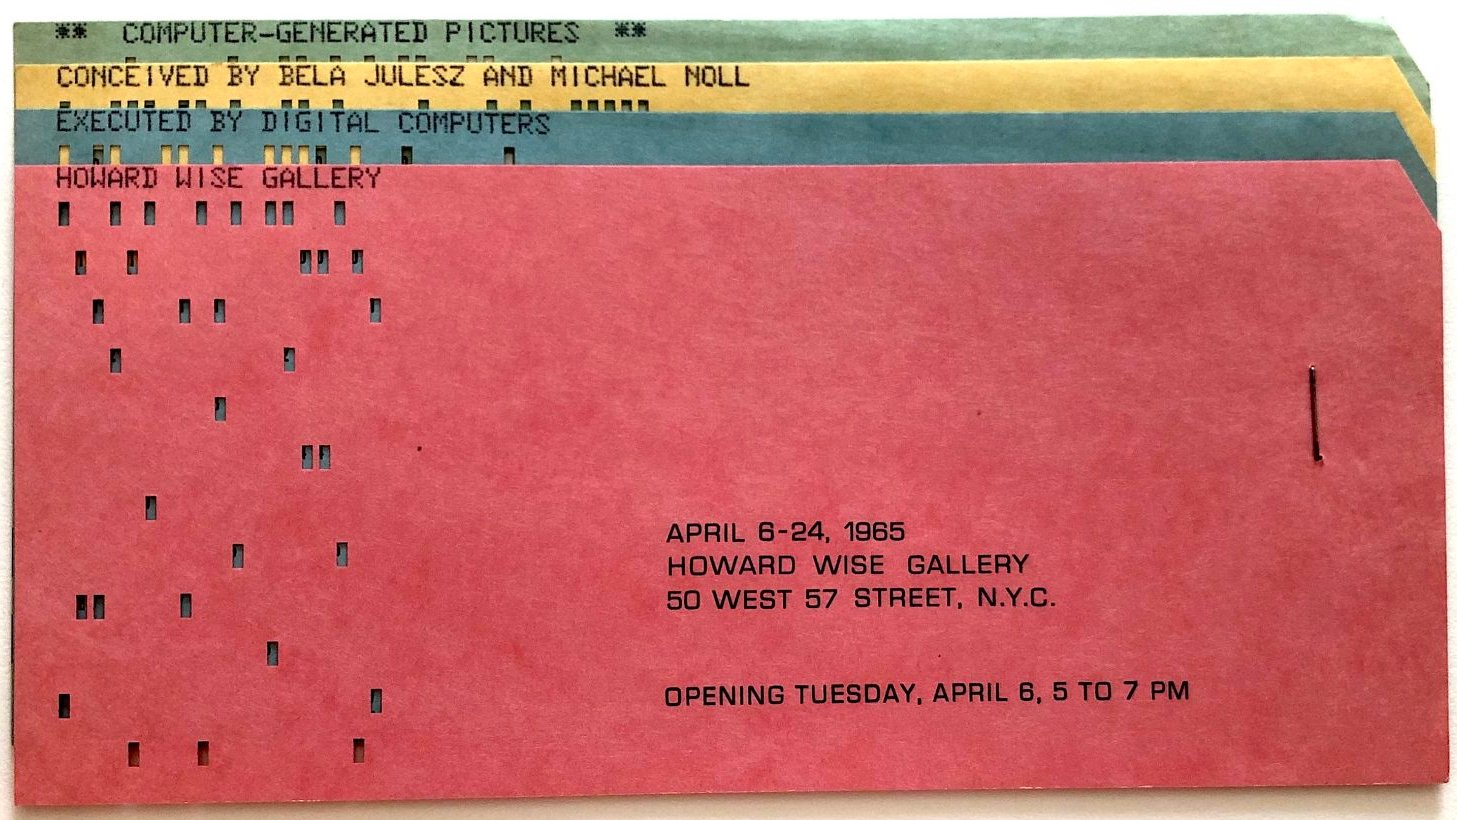 ** COMPUTER-GENERATED PICTURES **
CONCEIVED BY BELA JULESZ AND MICHAEL NOLL
EXECUTED BY DIGITAL COMPUTERS
HOWARD WISE GALLERY
APRIL 6-24, 1965
HOWARD WISE GALLERY
50 WEST 57 STREET, N.Y.C.
OPENING TUESDAY, APRIL 6, 5 TO 7 PM